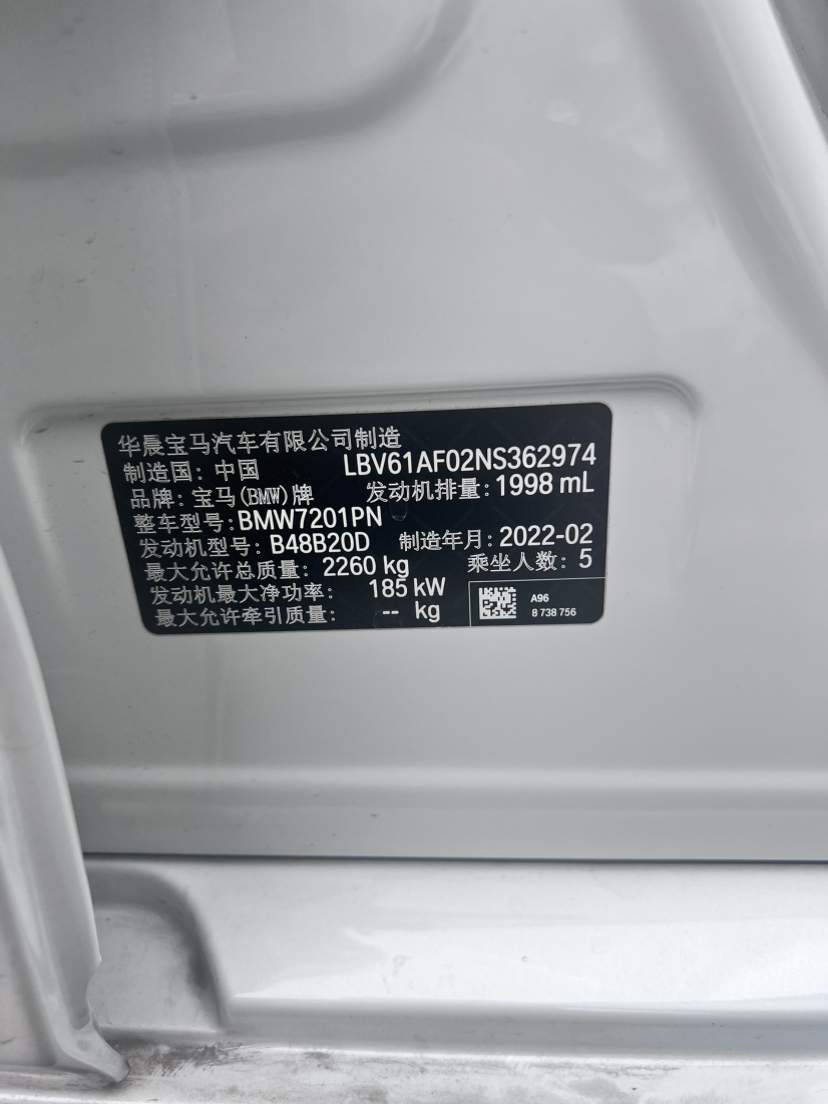 华晨宝马汽车有限公司制造
制造国: 中国 LBV61AF02NS362974
品牌: 宝马(BMW)牌 发动机排量: 1998 mL
整车型号: BMW7201PN
发动机型号: B48B20D 制造年月: 2022-02
最大允许总质量: 2260 kg 乘坐人数: 5
发动机最大净功率: 185 kW
最大允许牵引质量: -- kg
A96
8 738 756